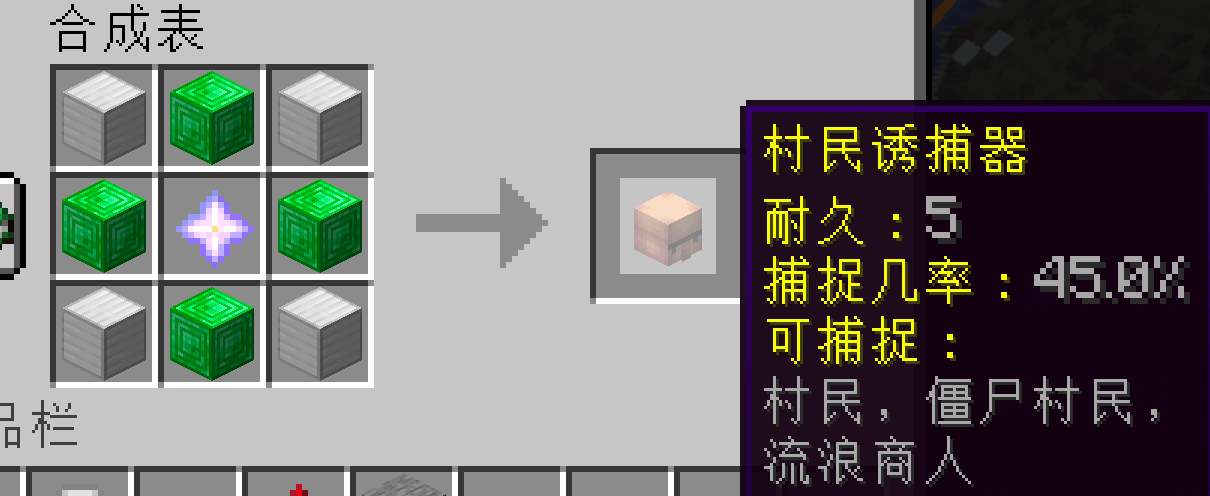 合成表
村民诱捕器
耐久：5
捕捉几率：45.0%
可捕捉：
村民，僵尸村民，
流浪商人
品栏